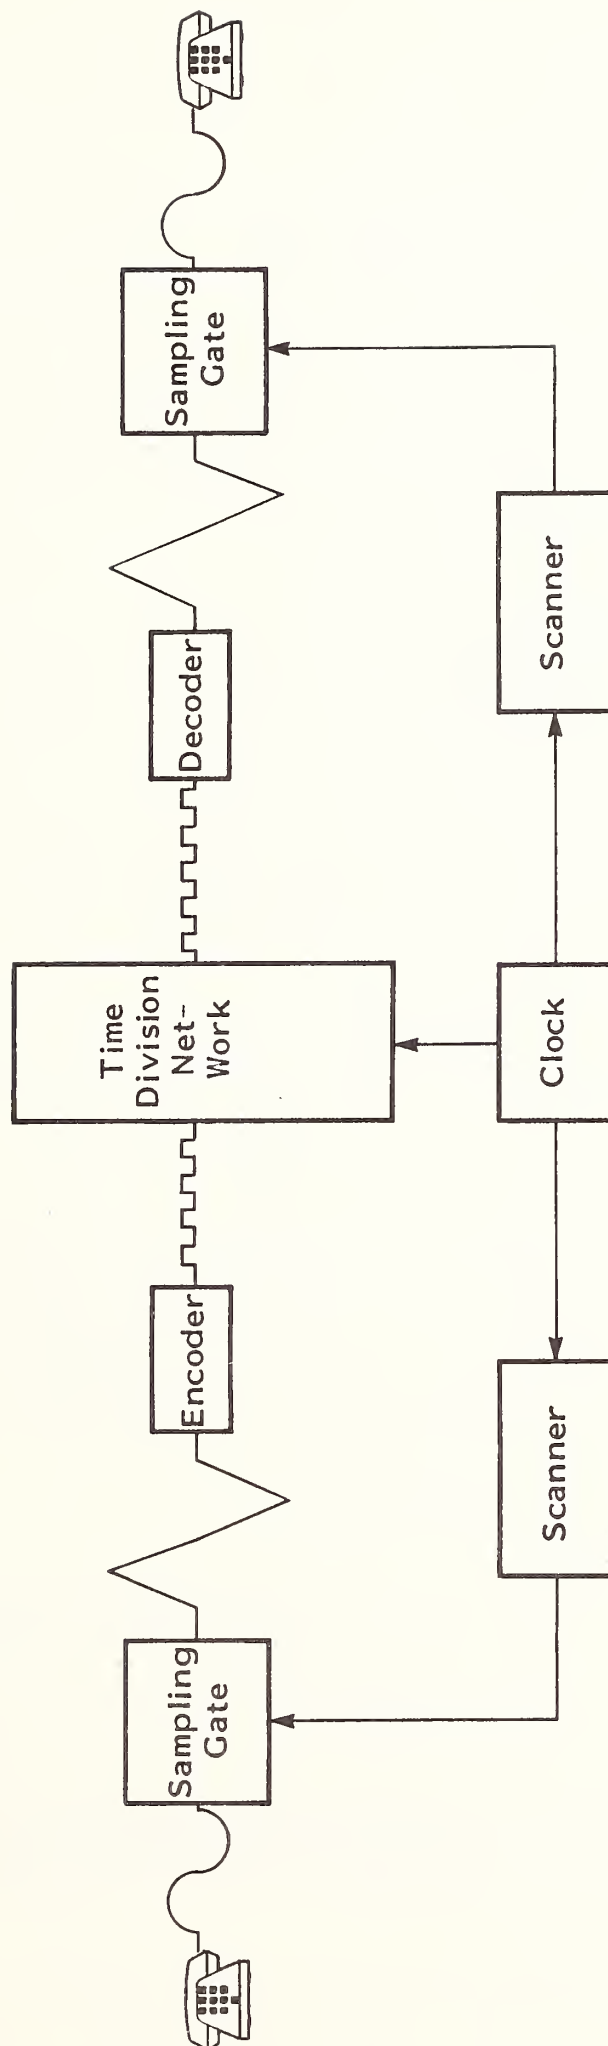 Sampling
Gate
Encoder
Time
Division
Net-
Work
Decoder
Sampling
Gate
Scanner
Clock
Scanner